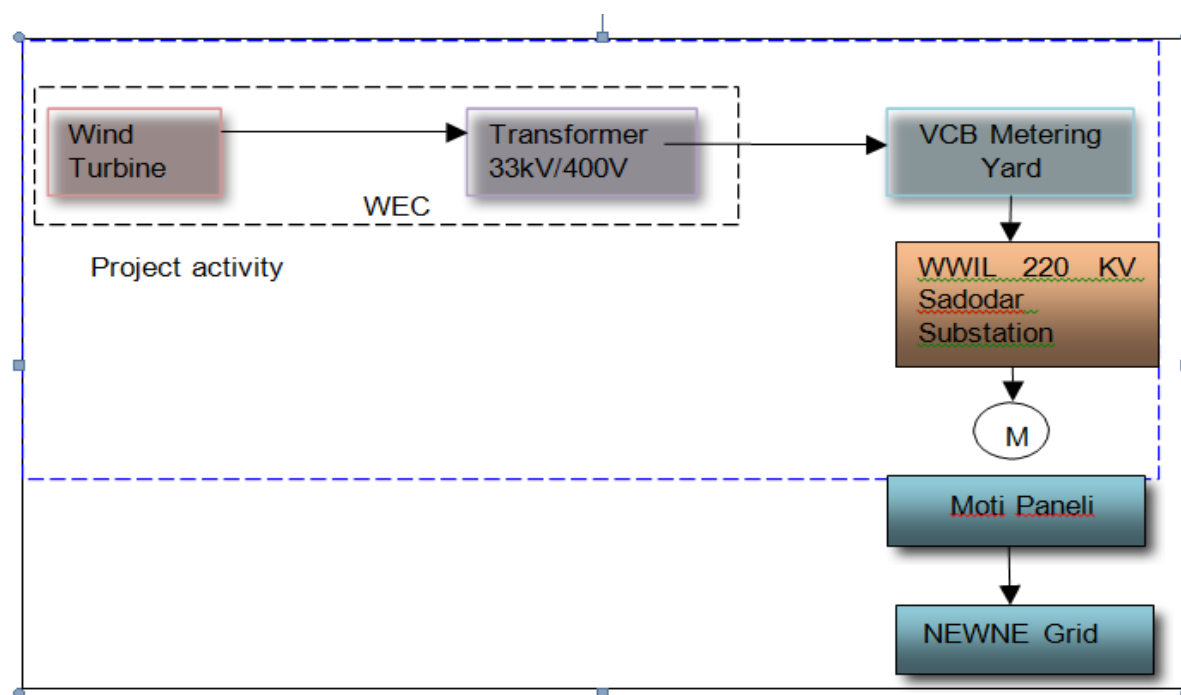 Wind
Turbine
Transformer
33kV/400V
VCB Metering
Yard
WEC
Project activity
WWIL 220 KV
Sadodar
Substation
M
Moti Paneli
NEWNE Grid